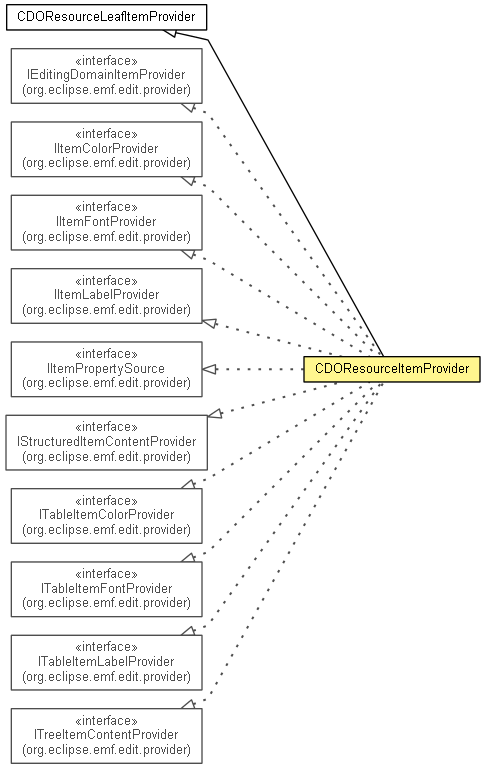 CDOResourceLeafItemProvider
«interface»
IEditingDomainItemProvider
(org.eclipse.emf.edit.provider)
«interface»
IItemColorProvider
(org.eclipse.emf.edit.provider)
«interface»
IItemFontProvider
(org.eclipse.emf.edit.provider)
«interface»
IItemLabelProvider
(org.eclipse.emf.edit.provider)
«interface»
IItemPropertySource
(org.eclipse.emf.edit.provider)
CDOResourceItemProvider
«interface»
IStructuredItemContentProvider
(org.eclipse.emf.edit.provider)
«interface»
ITableItemColorProvider
(org.eclipse.emf.edit.provider)
«interface»
ITableItemFontProvider
(org.eclipse.emf.edit.provider)
«interface»
ITableItemLabelProvider
(org.eclipse.emf.edit.provider)
«interface»
ITreeItemContentProvider
(org.eclipse.emf.edit.provider)